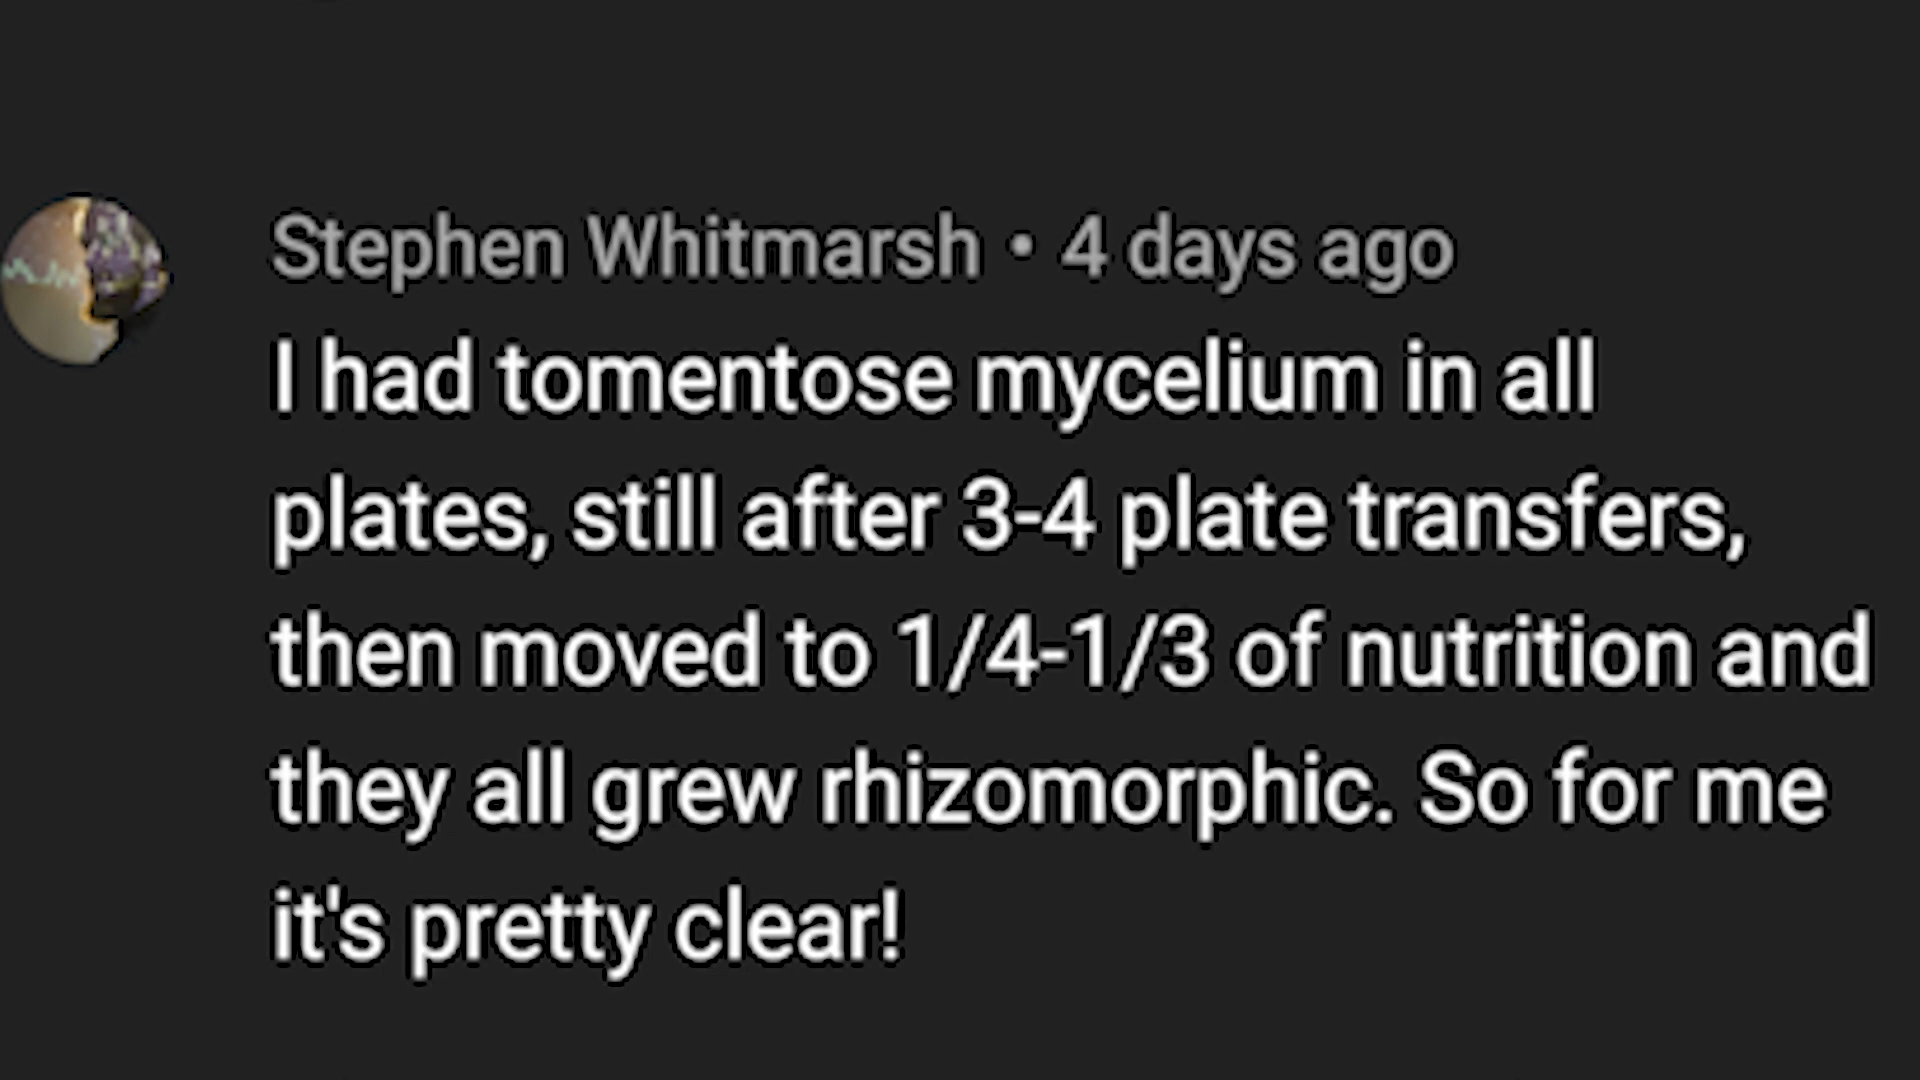 Stephen Whitmarsh • 4 days ago
I had tomentose mycelium in all
plates, still after 3-4 plate transfers,
then moved to 1/4-1/3 of nutrition and
they all grew rhizomorphic. So for me
it's pretty clear!